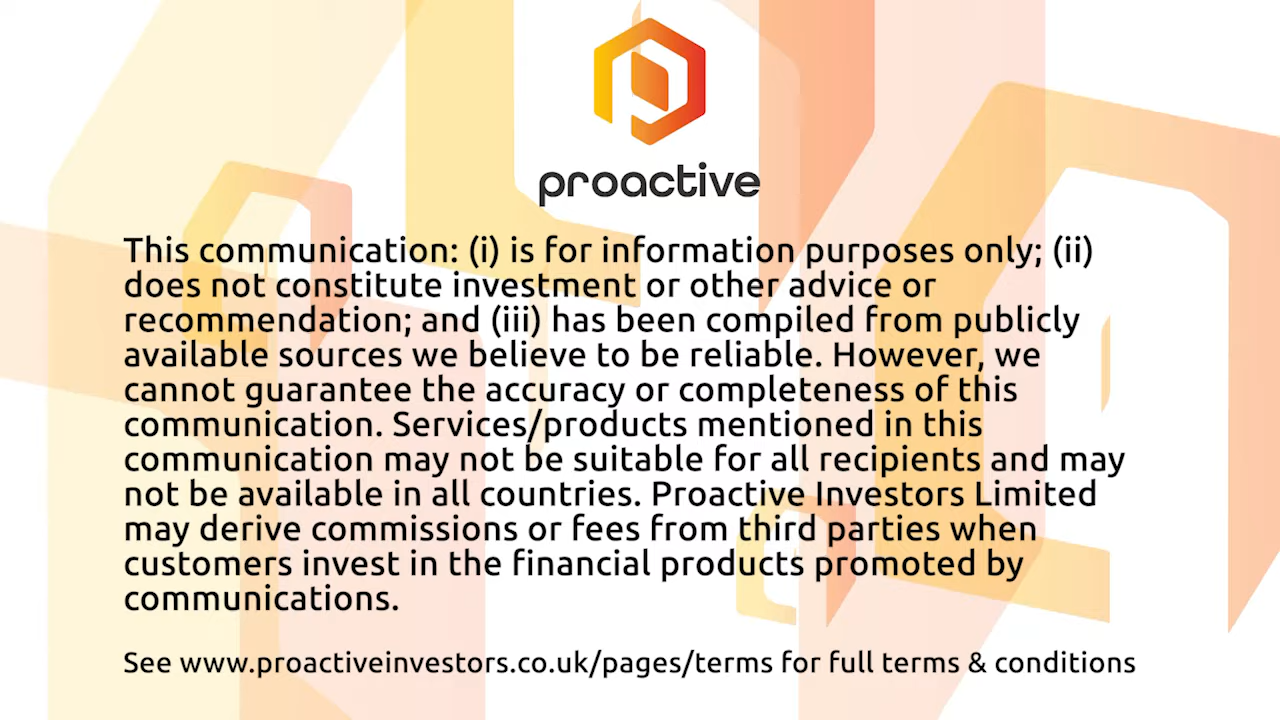 proactive
This communication: (i) is for information purposes only; (ii)
does not constitute investment or other advice or
recommendation; and (iii) has been compiled from publicly
available sources we believe to be reliable. However, we
cannot guarantee the accuracy or completeness of this
communication. Services/products mentioned in this
communication may not be suitable for all recipients and may
not be available in all countries. Proactive Investors Limited
may derive commissions or fees from third parties when
customers invest in the financial products promoted by
communications.
See www.proactiveinvestors.co.uk/pages/terms for full terms & conditions